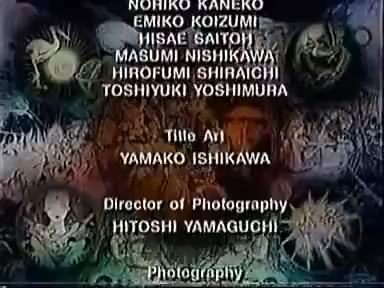 NORIKO KANEKO
EMIKO KOIZUMI
HISAE SAITOH
MASUMI NISHIKAWA
HIROFUMI SHIRAICHI
TOSHIYUKI YOSHIMURA
Title Art
YAMAKO ISHIKAWA
Director of Photography
HITOSHI YAMAGUCHI
Photography